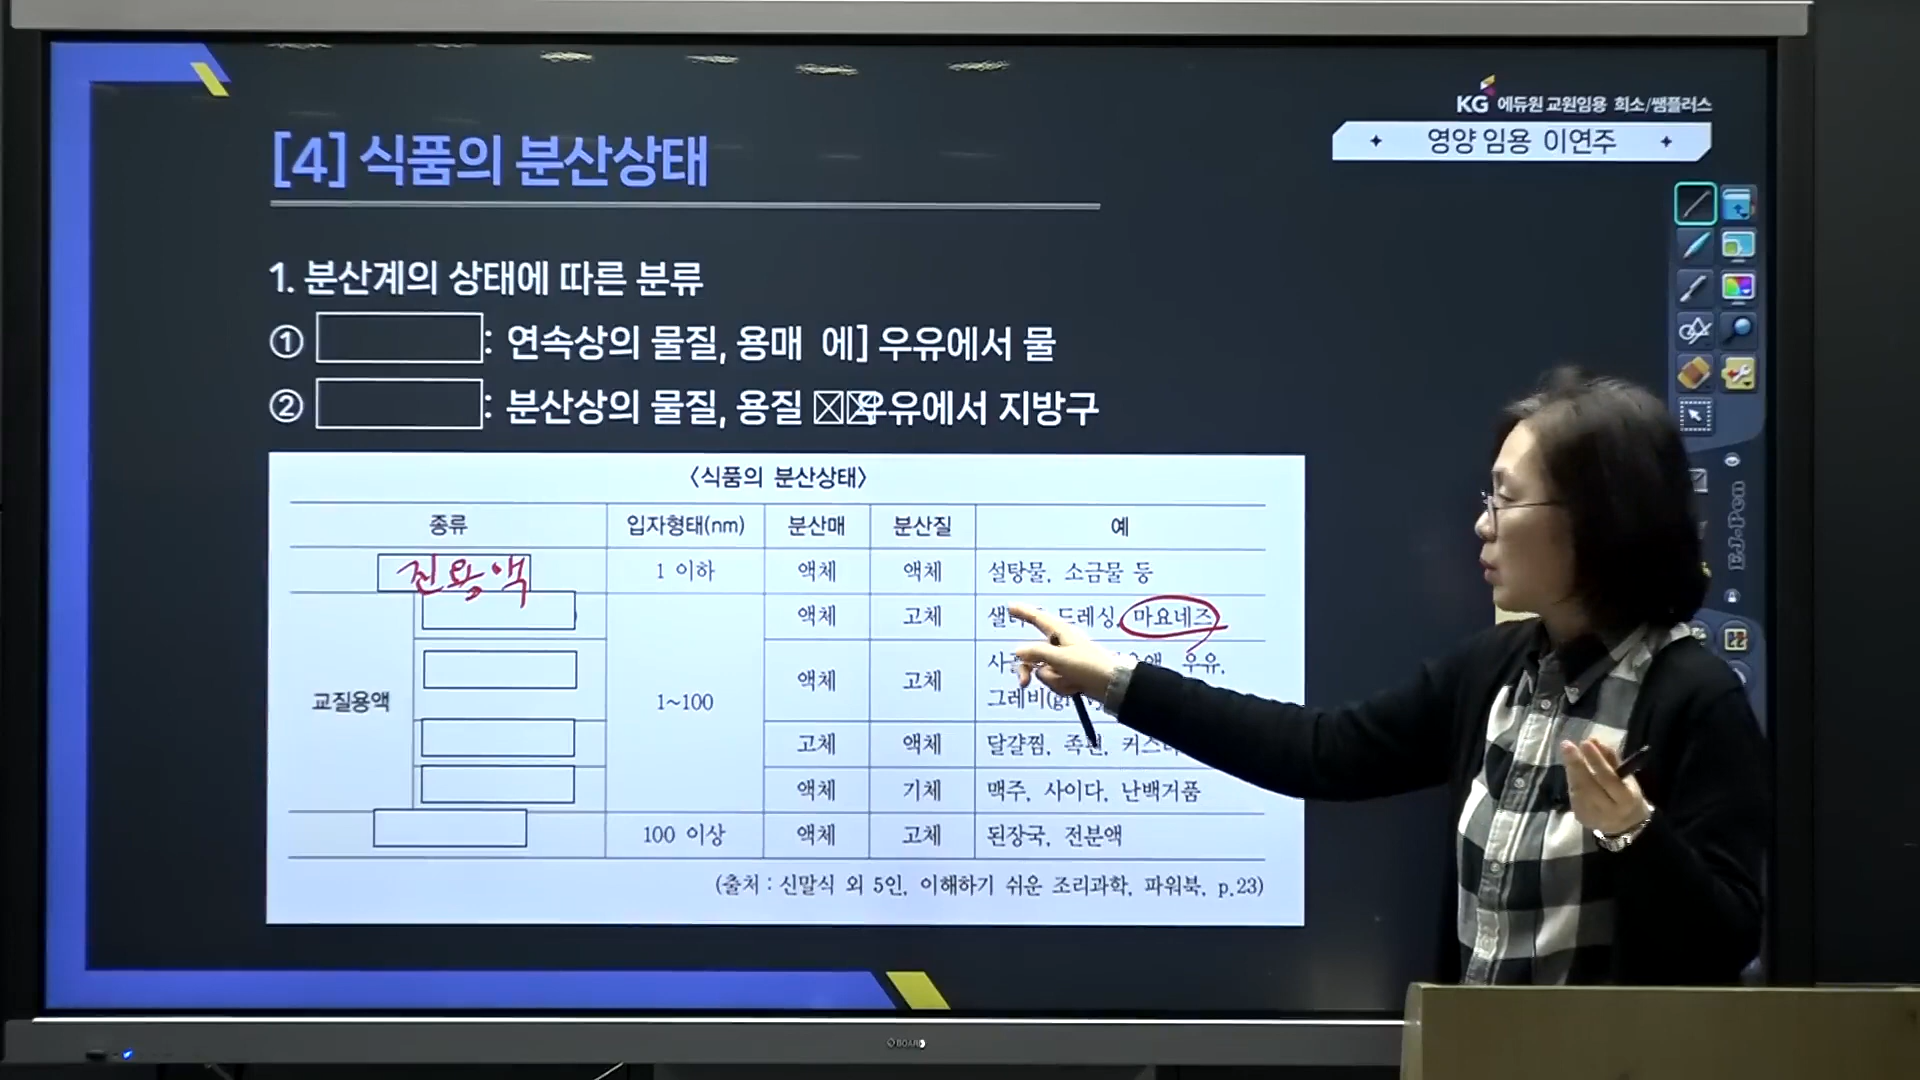 KG 에듀원 교원임용 희소/쌤플러스
영양 임용 이연주
[4] 식품의 분산상태
1. 분산계의 상태에 따른 분류
① : 연속상의 물질, 용매 에] 우유에서 물
② : 분산상의 물질, 용질 우유에서 지방구
<식품의 분산상태>
종류 입자형태(nm) 분산매 분산질 예
진용액 1 이하 액체 액체 설탕물, 소금물 등
액체 고체 드레싱, 마요네즈
교질용액 1~100 액체 고체 우유,
그레비
고체 액체 달걀찜, 족편,
액체 기체 맥주, 사이다, 난백거품
100 이상 액체 고체 된장국, 전분액
(출처 : 신말식 외 5인, 이해하기 쉬운 조리과학, 파워북, p.23)
EJ-Pen